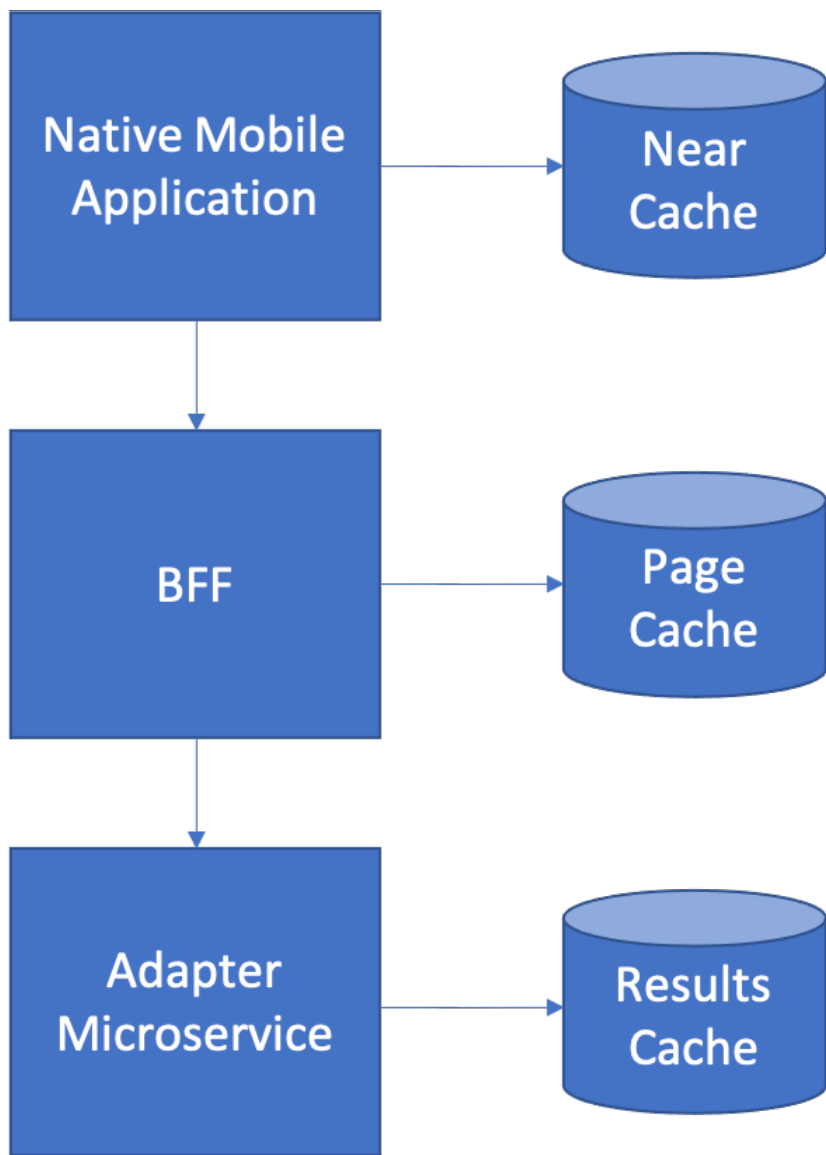 Native Mobile
Application
Near
Cache
BFF
Page
Cache
Adapter
Microservice
Results
Cache